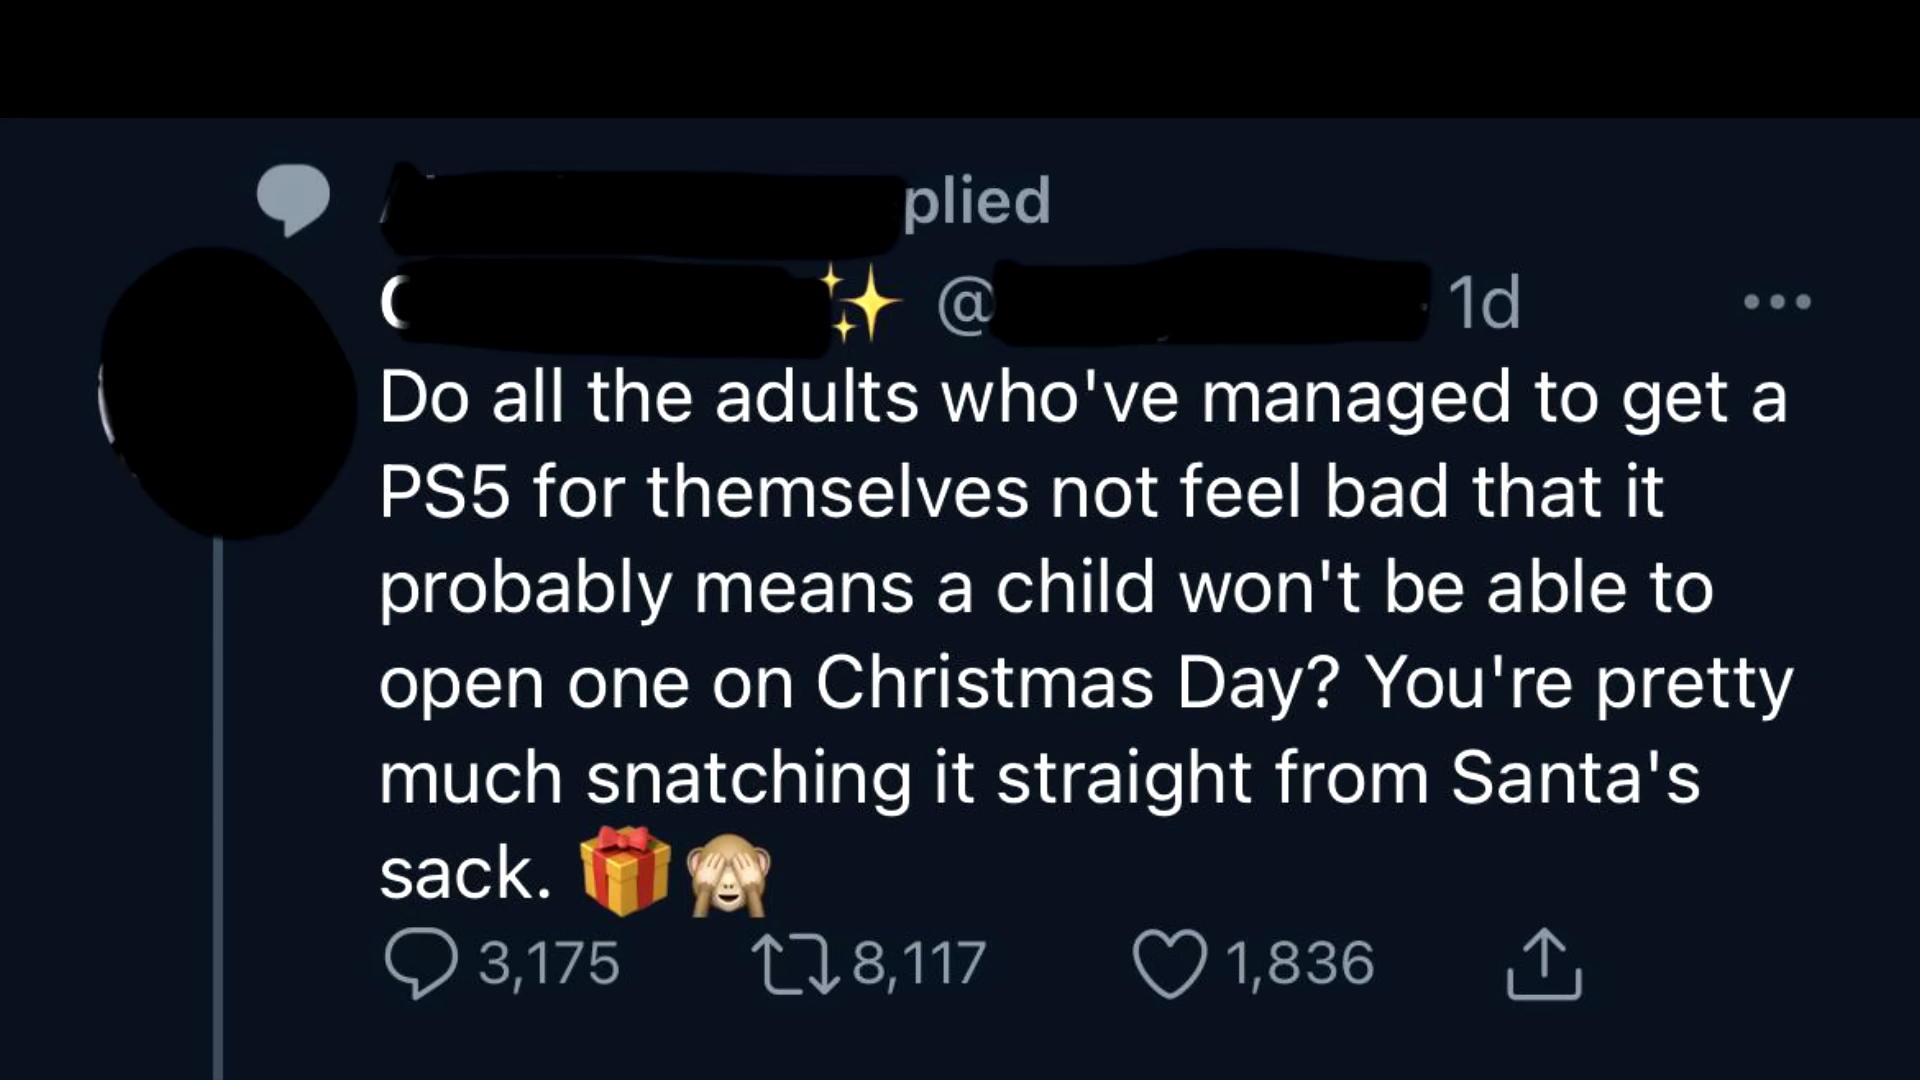 plied
@ 1d
Do all the adults who've managed to get a
PS5 for themselves not feel bad that it
probably means a child won't be able to
open one on Christmas Day? You're pretty
much snatching it straight from Santa's
sack.
3,175 8,117 1,836